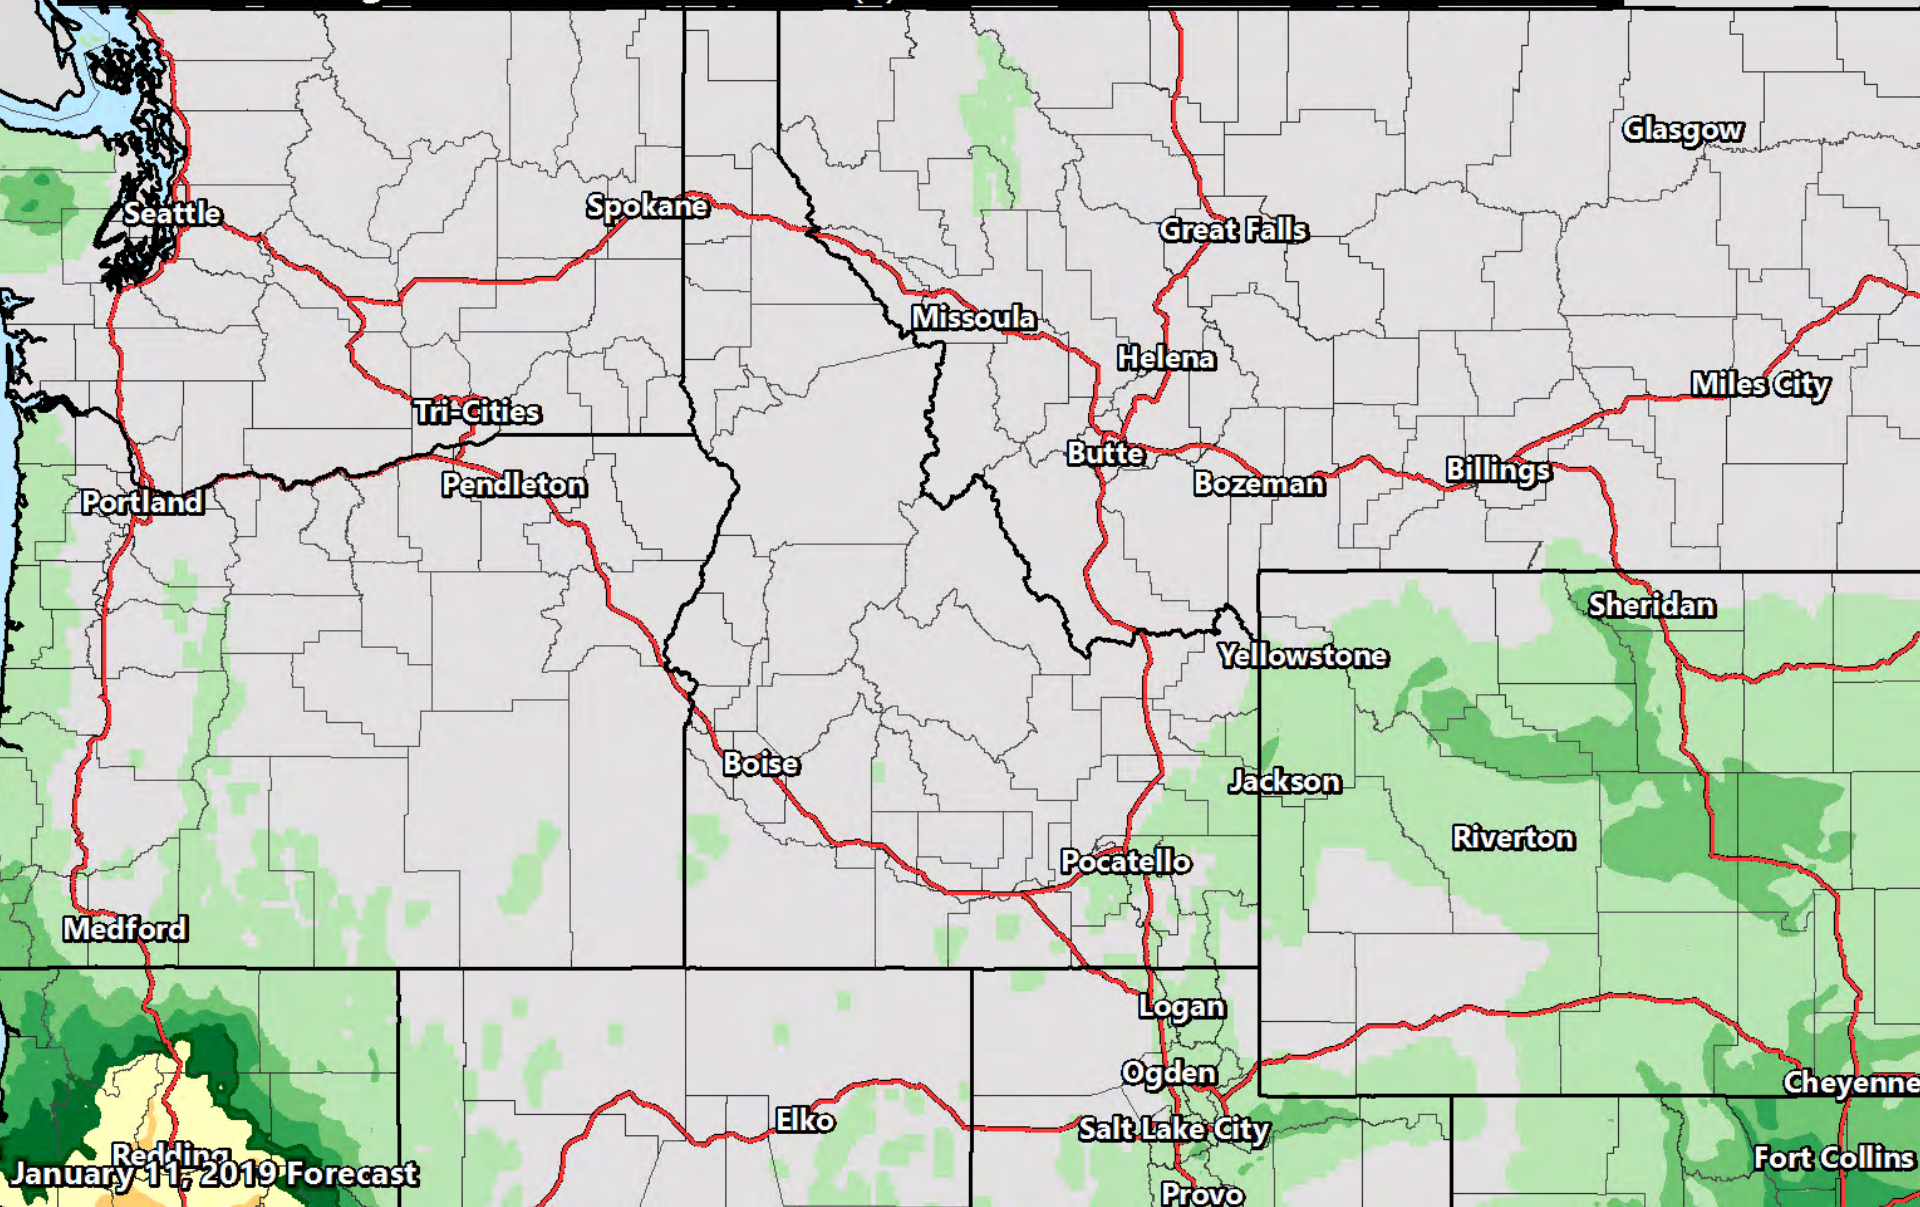 Glasgow
Seattle
Spokane
Great Falls
Missoula
Helena
Miles City
Tri-Cities
Butte
Billings
Pendleton
Bozeman
Portland
Sheridan
Yellowstone
Boise
Jackson
Riverton
Pocatello
Medford
Logan
Ogden
Cheyenne
Elko
Salt Lake City
Redding
Fort Collins
January 11, 2019 Forecast
Provo